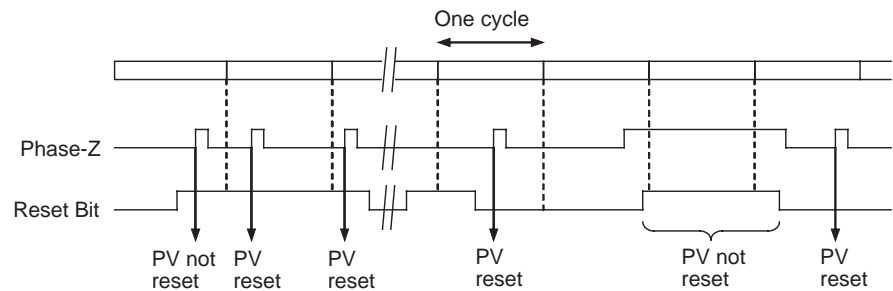 One cycle
Phase-Z
Reset Bit
PV not
reset
PV
reset
PV
reset
PV
reset
PV not
reset
PV
reset